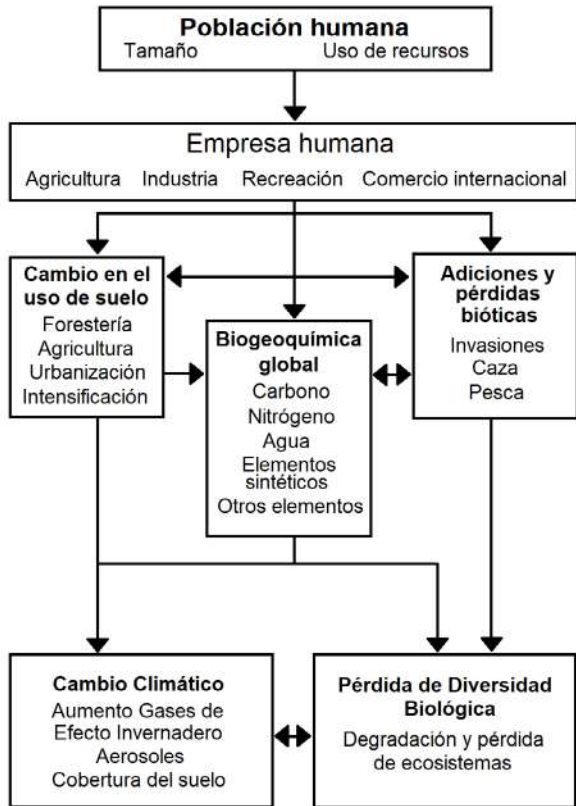 Población humana
Tamaño Uso de recursos
Empresa humana
Agricultura Industria Recreación Comercio internacional
Cambio en el
uso de suelo
Forestería
Agricultura
Urbanización
Intensificación
Biogeoquímica
global
Carbono
Nitrógeno
Agua
Elementos
sintéticos
Otros elementos
Adiciones y
pérdidas
bióticas
Invasiones
Caza
Pesca
Cambio Climático
Aumento Gases de
Efecto Invernadero
Aerosoles
Cobertura del suelo
Pérdida de Diversidad
Biológica
Degradación y pérdida
de ecosistemas